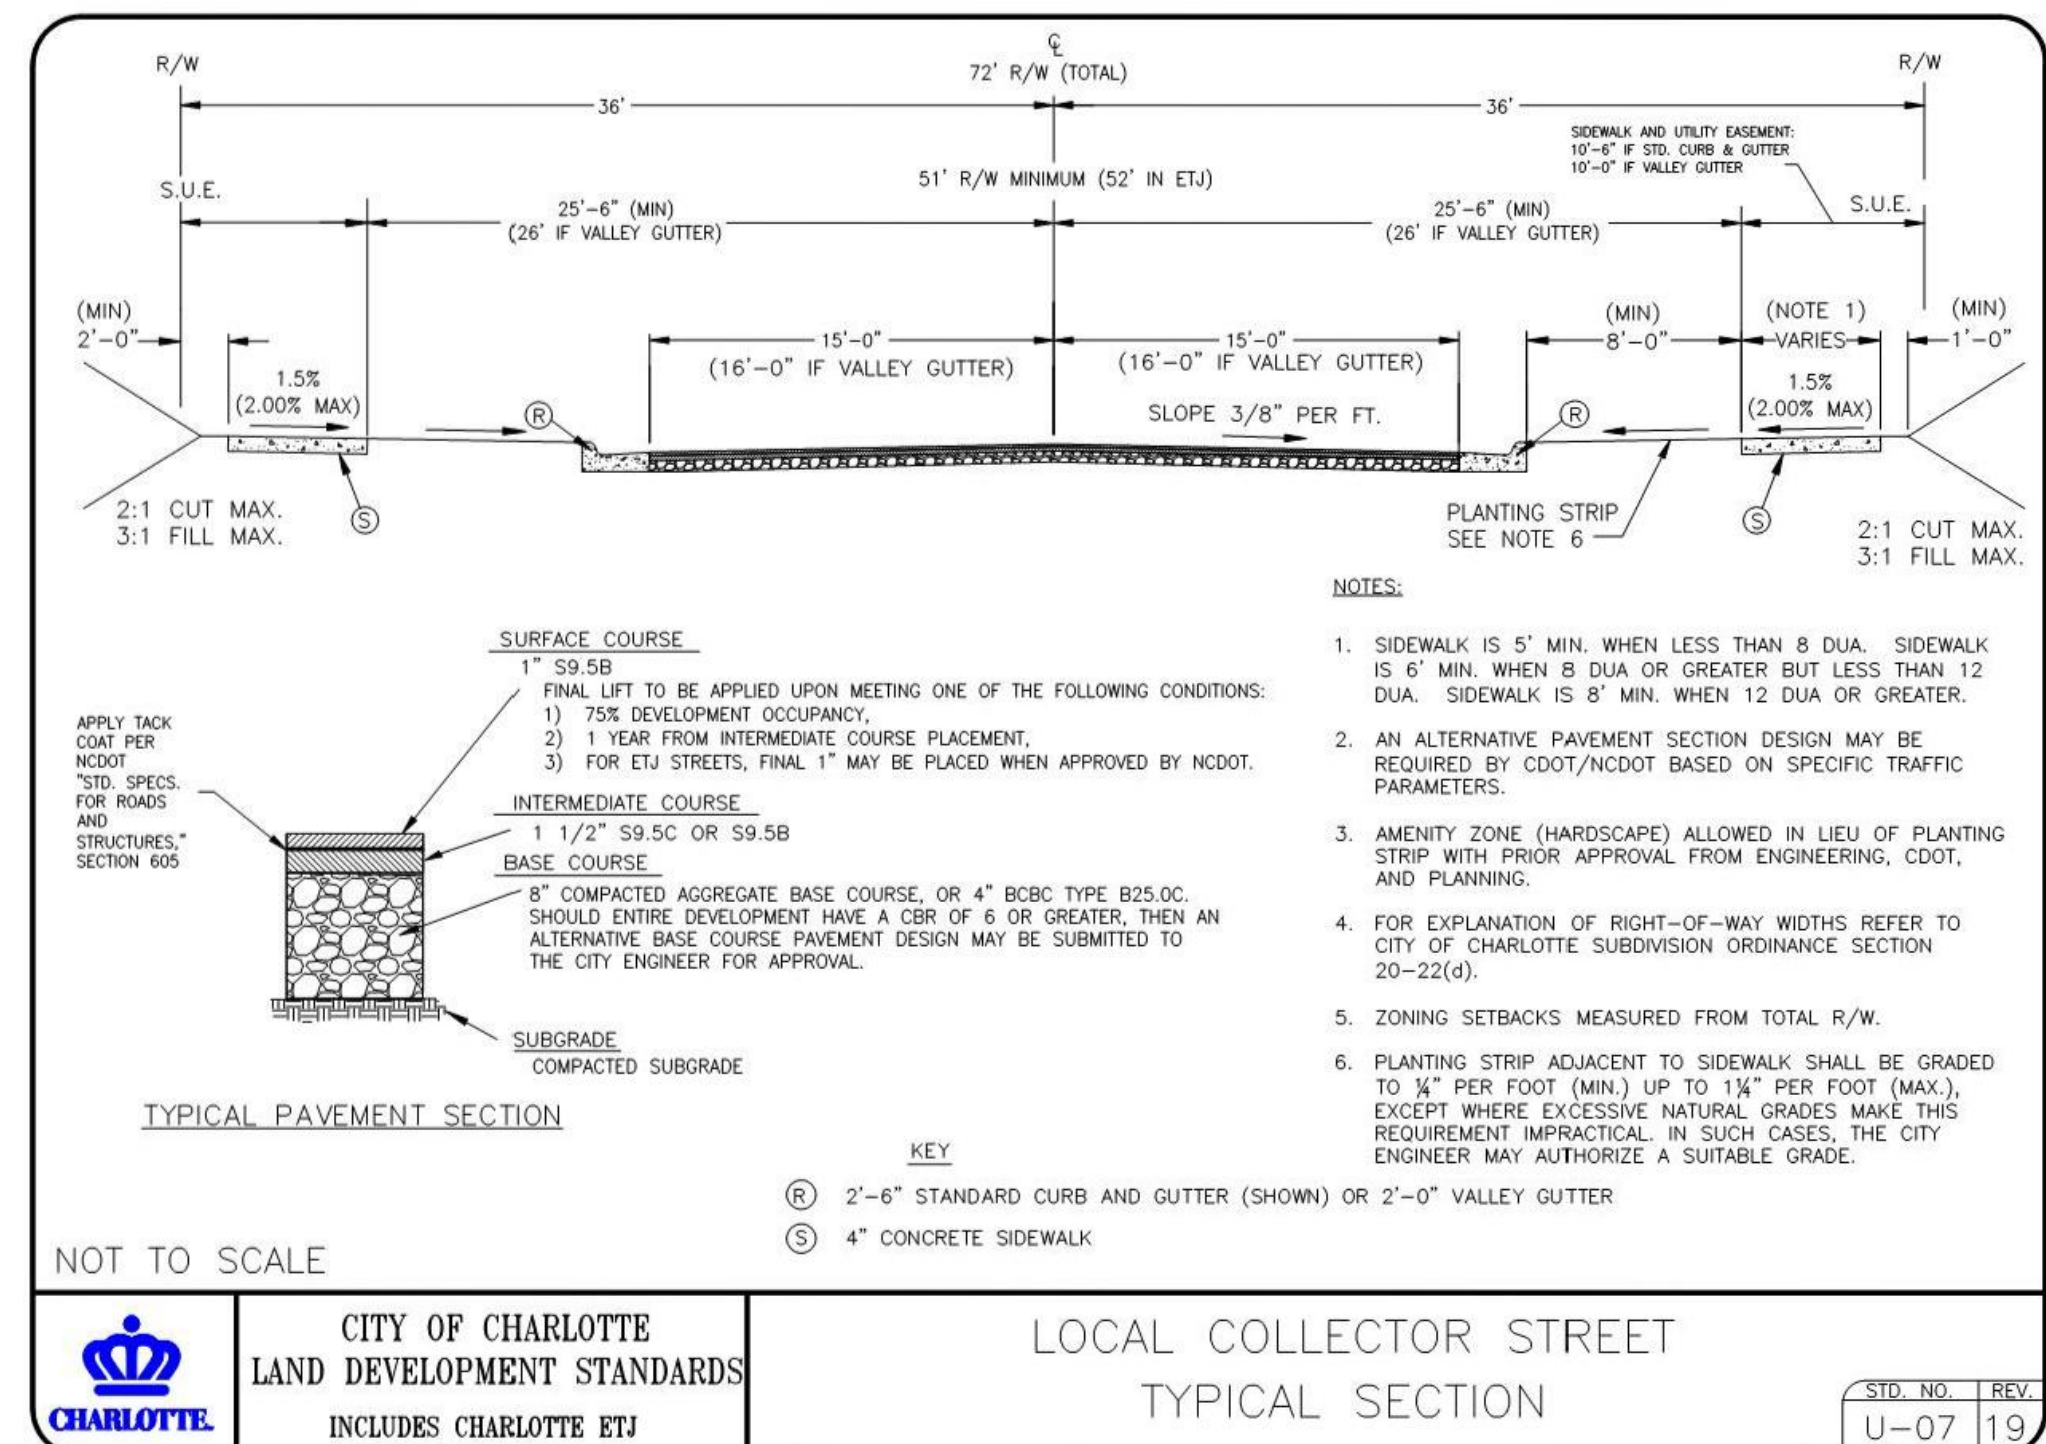 ℄
R/W
72' R/W (TOTAL)
R/W
36'
36'
SIDEWALK AND UTILITY EASEMENT:
10'-6" IF STD. CURB & GUTTER
10'-0" IF VALLEY GUTTER
51' R/W MINIMUM (52' IN ETJ)
S.U.E.
S.U.E.
25'-6" (MIN)
(26' IF VALLEY GUTTER)
25'-6" (MIN)
(26' IF VALLEY GUTTER)
(MIN)
2'-0"
15'-0"
(16'-0" IF VALLEY GUTTER)
15'-0"
(16'-0" IF VALLEY GUTTER)
(MIN)
8'-0"
(NOTE 1)
VARIES
(MIN)
1'-0"
1.5%
(2.00% MAX)
R
SLOPE 3/8" PER FT.
R
1.5%
(2.00% MAX)
2:1 CUT MAX.
3:1 FILL MAX.
S
PLANTING STRIP
SEE NOTE 6
S
2:1 CUT MAX.
3:1 FILL MAX.
SURFACE COURSE
1" S9.5B
FINAL LIFT TO BE APPLIED UPON MEETING ONE OF THE FOLLOWING CONDITIONS:
1) 75% DEVELOPMENT OCCUPANCY,
2) 1 YEAR FROM INTERMEDIATE COURSE PLACEMENT,
3) FOR ETJ STREETS, FINAL 1" MAY BE PLACED WHEN APPROVED BY NCDOT.
APPLY TACK
COAT PER
NCDOT
"STD. SPECS.
FOR ROADS
AND
STRUCTURES,"
SECTION 605
INTERMEDIATE COURSE
1 1/2" S9.5C OR S9.5B
BASE COURSE
8" COMPACTED AGGREGATE BASE COURSE, OR 4" BCBC TYPE B25.0C.
SHOULD ENTIRE DEVELOPMENT HAVE A CBR OF 6 OR GREATER, THEN AN
ALTERNATIVE BASE COURSE PAVEMENT DESIGN MAY BE SUBMITTED TO
THE CITY ENGINEER FOR APPROVAL.
SUBGRADE
COMPACTED SUBGRADE
TYPICAL PAVEMENT SECTION
NOTES:
1. SIDEWALK IS 5' MIN. WHEN LESS THAN 8 DUA. SIDEWALK
IS 6' MIN. WHEN 8 DUA OR GREATER BUT LESS THAN 12
DUA. SIDEWALK IS 8' MIN. WHEN 12 DUA OR GREATER.
2. AN ALTERNATIVE PAVEMENT SECTION DESIGN MAY BE
REQUIRED BY CDOT/NCDOT BASED ON SPECIFIC TRAFFIC
PARAMETERS.
3. AMENITY ZONE (HARDSCAPE) ALLOWED IN LIEU OF PLANTING
STRIP WITH PRIOR APPROVAL FROM ENGINEERING, CDOT,
AND PLANNING.
4. FOR EXPLANATION OF RIGHT-OF-WAY WIDTHS REFER TO
CITY OF CHARLOTTE SUBDIVISION ORDINANCE SECTION
20-22(d).
5. ZONING SETBACKS MEASURED FROM TOTAL R/W.
6. PLANTING STRIP ADJACENT TO SIDEWALK SHALL BE GRADED
TO ¼" PER FOOT (MIN.) UP TO 1¼" PER FOOT (MAX.),
EXCEPT WHERE EXCESSIVE NATURAL GRADES MAKE THIS
REQUIREMENT IMPRACTICAL. IN SUCH CASES, THE CITY
ENGINEER MAY AUTHORIZE A SUITABLE GRADE.
KEY
R 2'-6" STANDARD CURB AND GUTTER (SHOWN) OR 2'-0" VALLEY GUTTER
S 4" CONCRETE SIDEWALK
NOT TO SCALE
CHARLOTTE.
CITY OF CHARLOTTE
LAND DEVELOPMENT STANDARDS
INCLUDES CHARLOTTE ETJ
LOCAL COLLECTOR STREET
TYPICAL SECTION
STD. NO. REV.
U-07 19